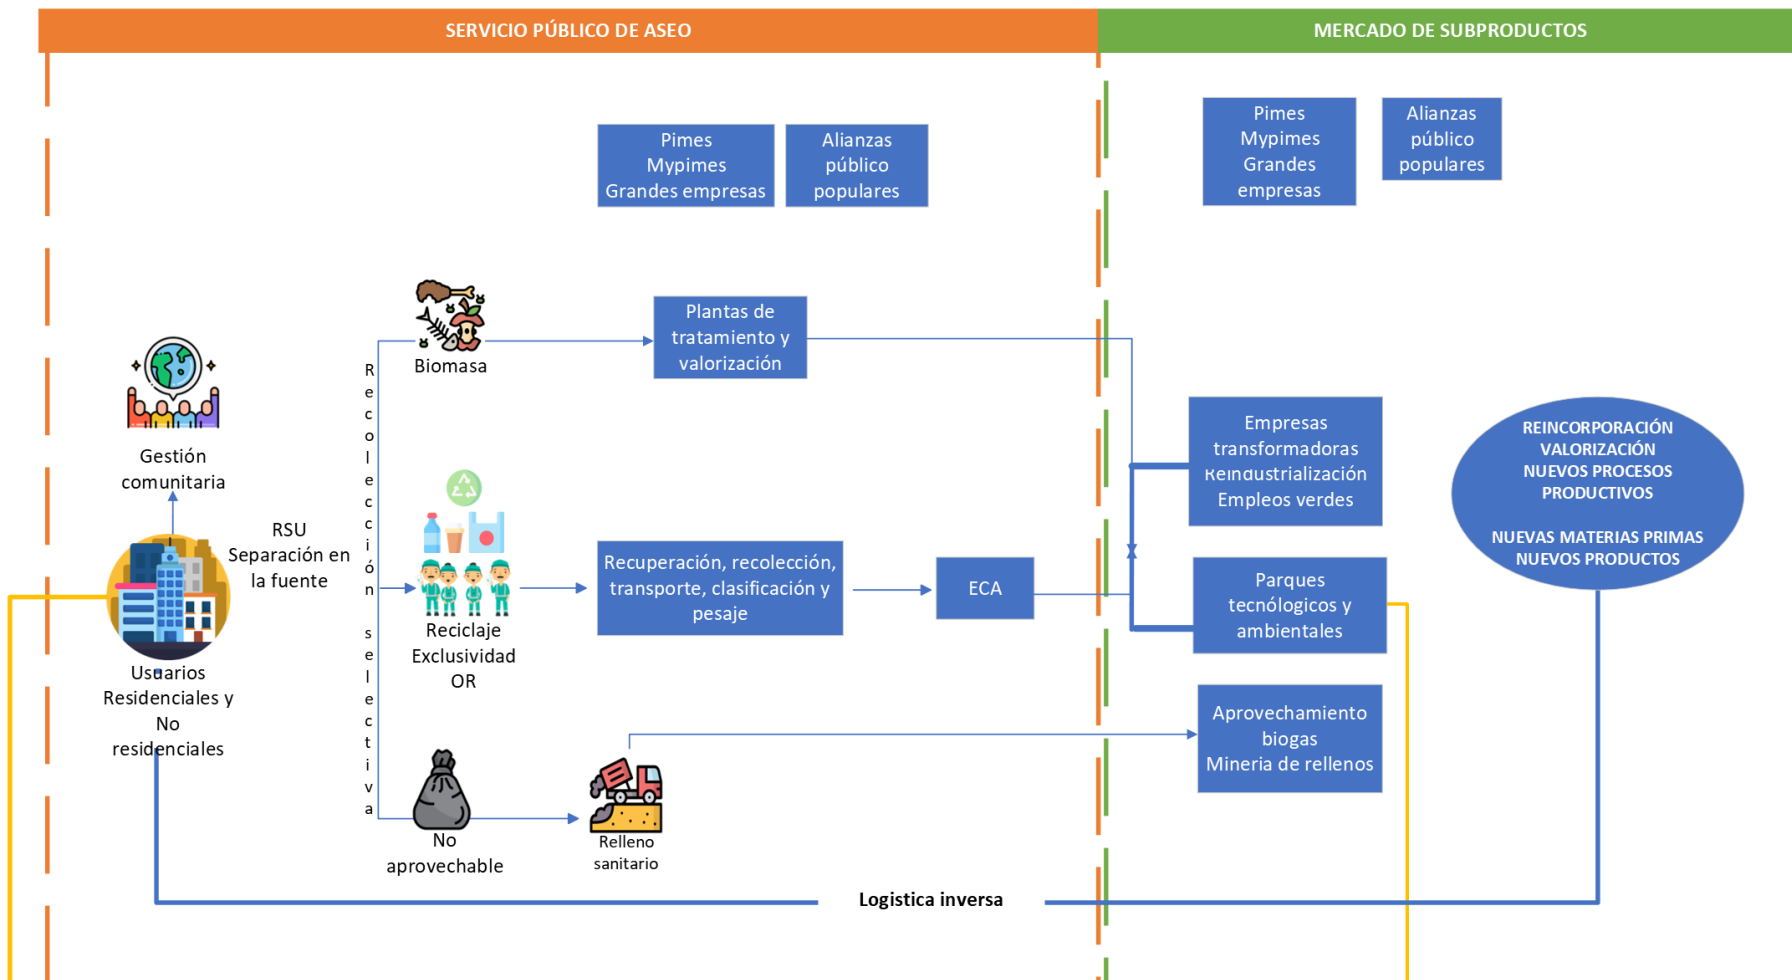 SERVICIO PÚBLICO DE ASEO
MERCADO DE SUBPRODUCTOS
Pimes
Mypimes
Grandes empresas
Alianzas
público
populares
Pimes
Mypimes
Grandes
empresas
Alianzas
público
populares
Gestión
comunitaria
Usuarios
Residenciales y
No
residenciales
RSU
Separación en
la fuente
Recolección selectiva
Biomasa
Plantas de
tratamiento y
valorización
Reciclaje
Exclusividad
OR
Recuperación, recolección,
transporte, clasificación y
pesaje
ECA
No
aprovechable
Relleno
sanitario
Empresas
transformadoras
Reindustrialización
Empleos verdes
Parques
tecnólogicos y
ambientales
Aprovechamiento
biogas
Mineria de rellenos
REINCORPORACIÓN
VALORIZACIÓN
NUEVOS PROCESOS
PRODUCTIVOS
NUEVAS MATERIAS PRIMAS
NUEVOS PRODUCTOS
Logistica inversa